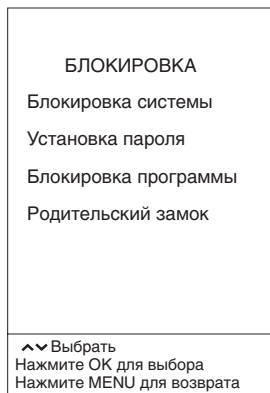 БЛОКИРОВКА
Блокировка системы
Установка пароля
Блокировка программы
Родительский замок
Выбрать
Нажмите OK для выбора
Нажмите MENU для возврата